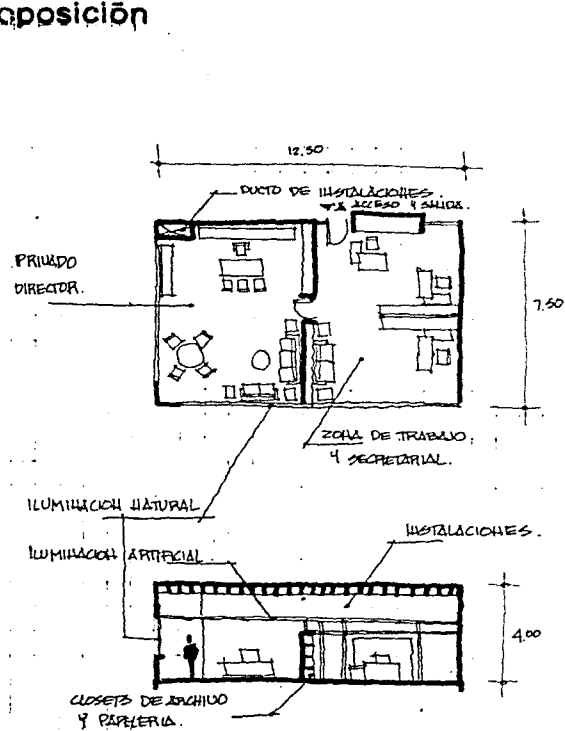 oposición
12.50
DUCTO DE INSTALACIONES.
ACCESO Y SALIDA.
PRIVADO
DIRECTOR.
7.50
ZONA DE TRABAJO
Y SECRETARIAL.
ILUMINACION NATURAL
INSTALACIONES.
ILUMINACION ARTIFICIAL
4.00
CLOSETS DE ARCHIVO
Y PAPELERIA.